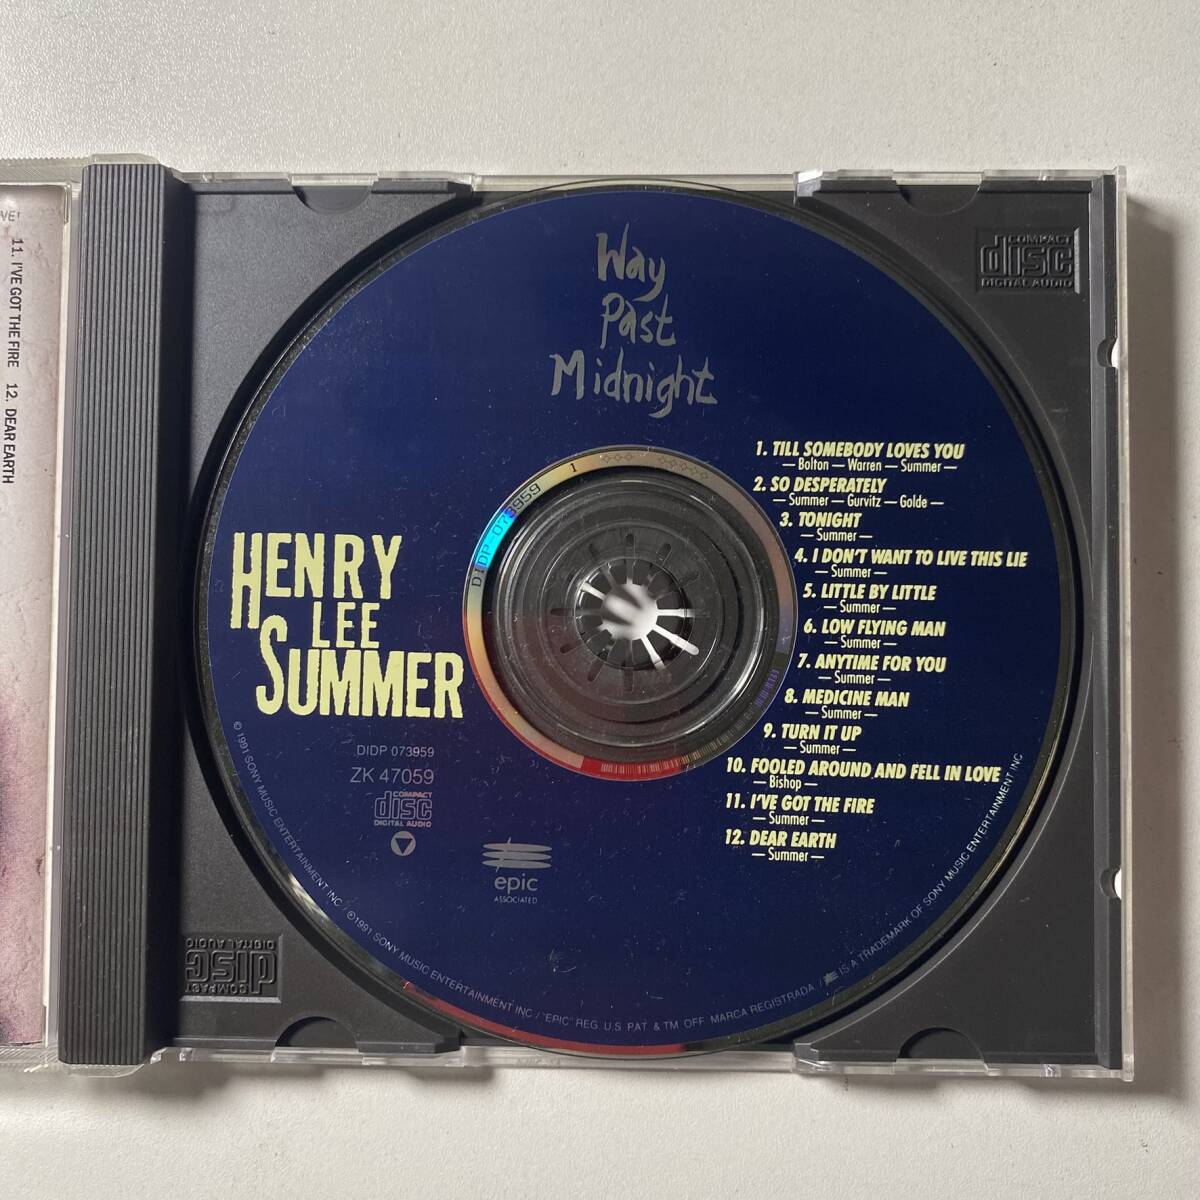 VE!
11. I'VE GOT THE FIRE 12. DEAR EARTH
Way
Past
Midnight
COMPACT
disc
DIGITAL AUDIO
1. TILL SOMEBODY LOVES YOU
— Bolton — Warren — Summer —
2. SO DESPERATELY
— Summer — Gurvitz — Golde —
3. TONIGHT
— Summer —
4. I DON'T WANT TO LIVE THIS LIE
— Summer —
5. LITTLE BY LITTLE
— Summer —
6. LOW FLYING MAN
— Summer —
7. ANYTIME FOR YOU
— Summer —
8. MEDICINE MAN
— Summer —
9. TURN IT UP
— Summer —
10. FOOLED AROUND AND FELL IN LOVE
— Bishop —
11. I'VE GOT THE FIRE
— Summer —
12. DEAR EARTH
— Summer —
DIDP-073959 1
HENRY
LEE
SUMMER
DIDP 073959
ZK 47059
COMPACT
disc
DIGITAL AUDIO
epic
ASSOCIATED
© 1991 SONY MUSIC ENTERTAINMENT INC / ℗ 1991 SONY MUSIC ENTERTAINMENT INC / "EPIC" REG. U.S. PAT. & TM. OFF. MARCA REGISTRADA / IS A TRADEMARK OF SONY MUSIC ENTERTAINMENT INC
COMPACT
disc
DIGITAL AUDIO